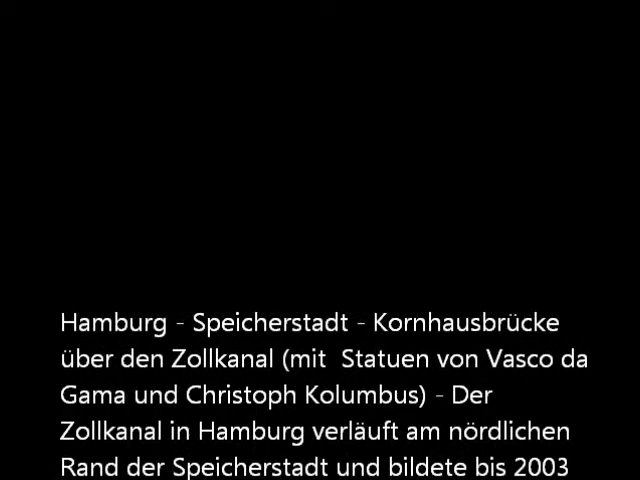 Hamburg - Speicherstadt - Kornhausbrücke
über den Zollkanal (mit  Statuen von Vasco da
Gama und Christoph Kolumbus) - Der
Zollkanal in Hamburg verläuft am nördlichen
Rand der Speicherstadt und bildete bis 2003